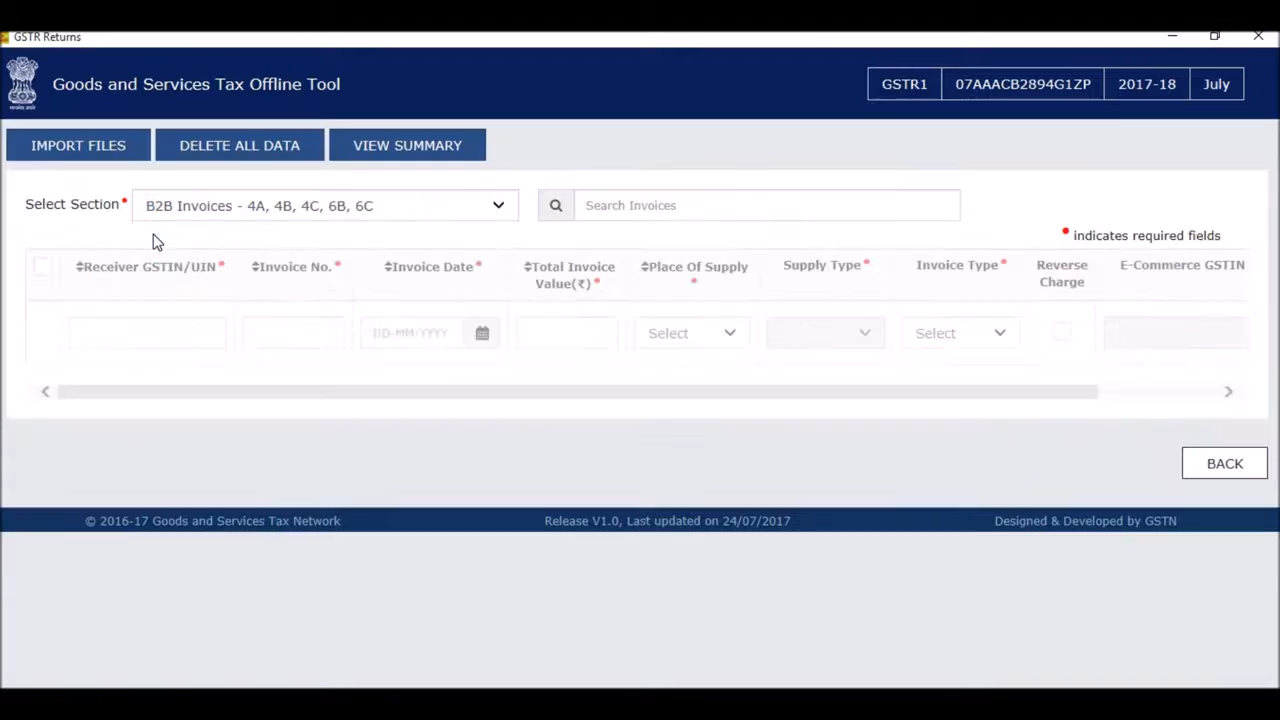 GSTR Returns
Goods and Services Tax Offline Tool
GSTR1 07AAACB2894G1ZP 2017-18 July
IMPORT FILES DELETE ALL DATA VIEW SUMMARY
Select Section* B2B Invoices - 4A, 4B, 4C, 6B, 6C Search Invoices
* indicates required fields
Receiver GSTIN/UIN* Invoice No.* Invoice Date* Total Invoice Value(₹)* Place Of Supply* Supply Type* Invoice Type* Reverse Charge E-Commerce GSTIN
DD-MM/YYYY Select Select
BACK
© 2016-17 Goods and Services Tax Network Release V1.0, Last updated on 24/07/2017 Designed & Developed by GSTN